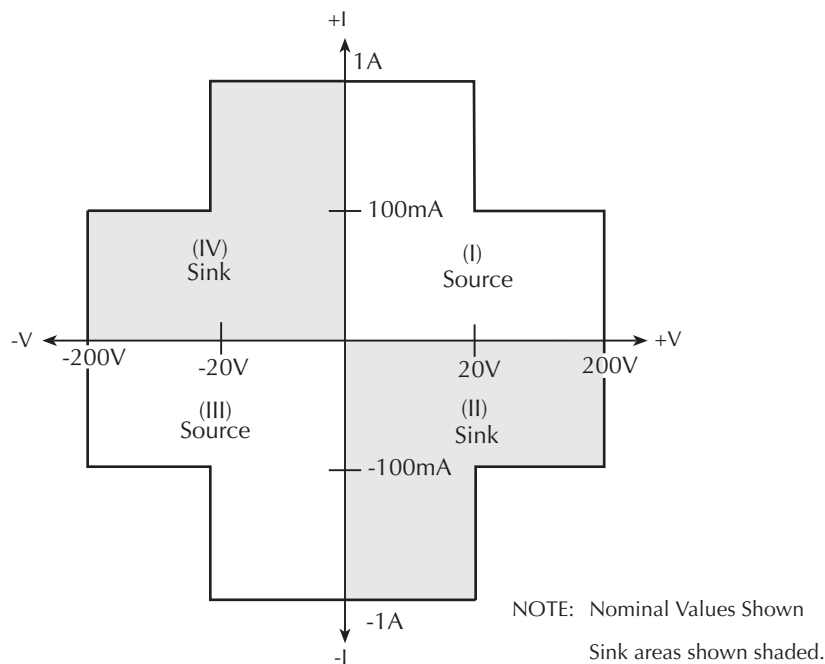 +I
1A
100mA
(IV)
Sink
(I)
Source
-V
+V
-200V
-20V
20V
200V
(III)
Source
(II)
Sink
-100mA
-1A
-I
NOTE: Nominal Values Shown
Sink areas shown shaded.